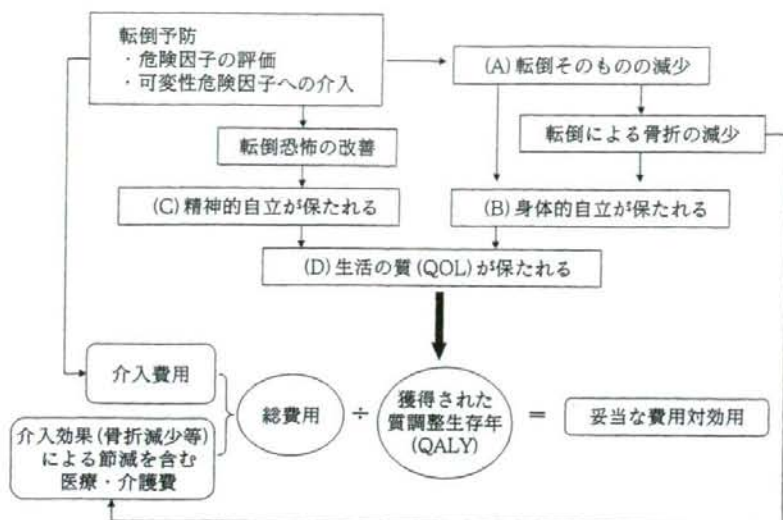 転倒予防
・危険因子の評価
・可変性危険因子への介入
(A)転倒そのものの減少
転倒による骨折の減少
転倒恐怖の改善
(C)精神的自立が保たれる
(B)身体的自立が保たれる
(D)生活の質(QOL)が保たれる
介入費用
介入効果(骨折減少等)
による節減を含む
医療・介護費
総費用
÷
獲得された
質調整生存年
(QALY)
=
妥当な費用対効用